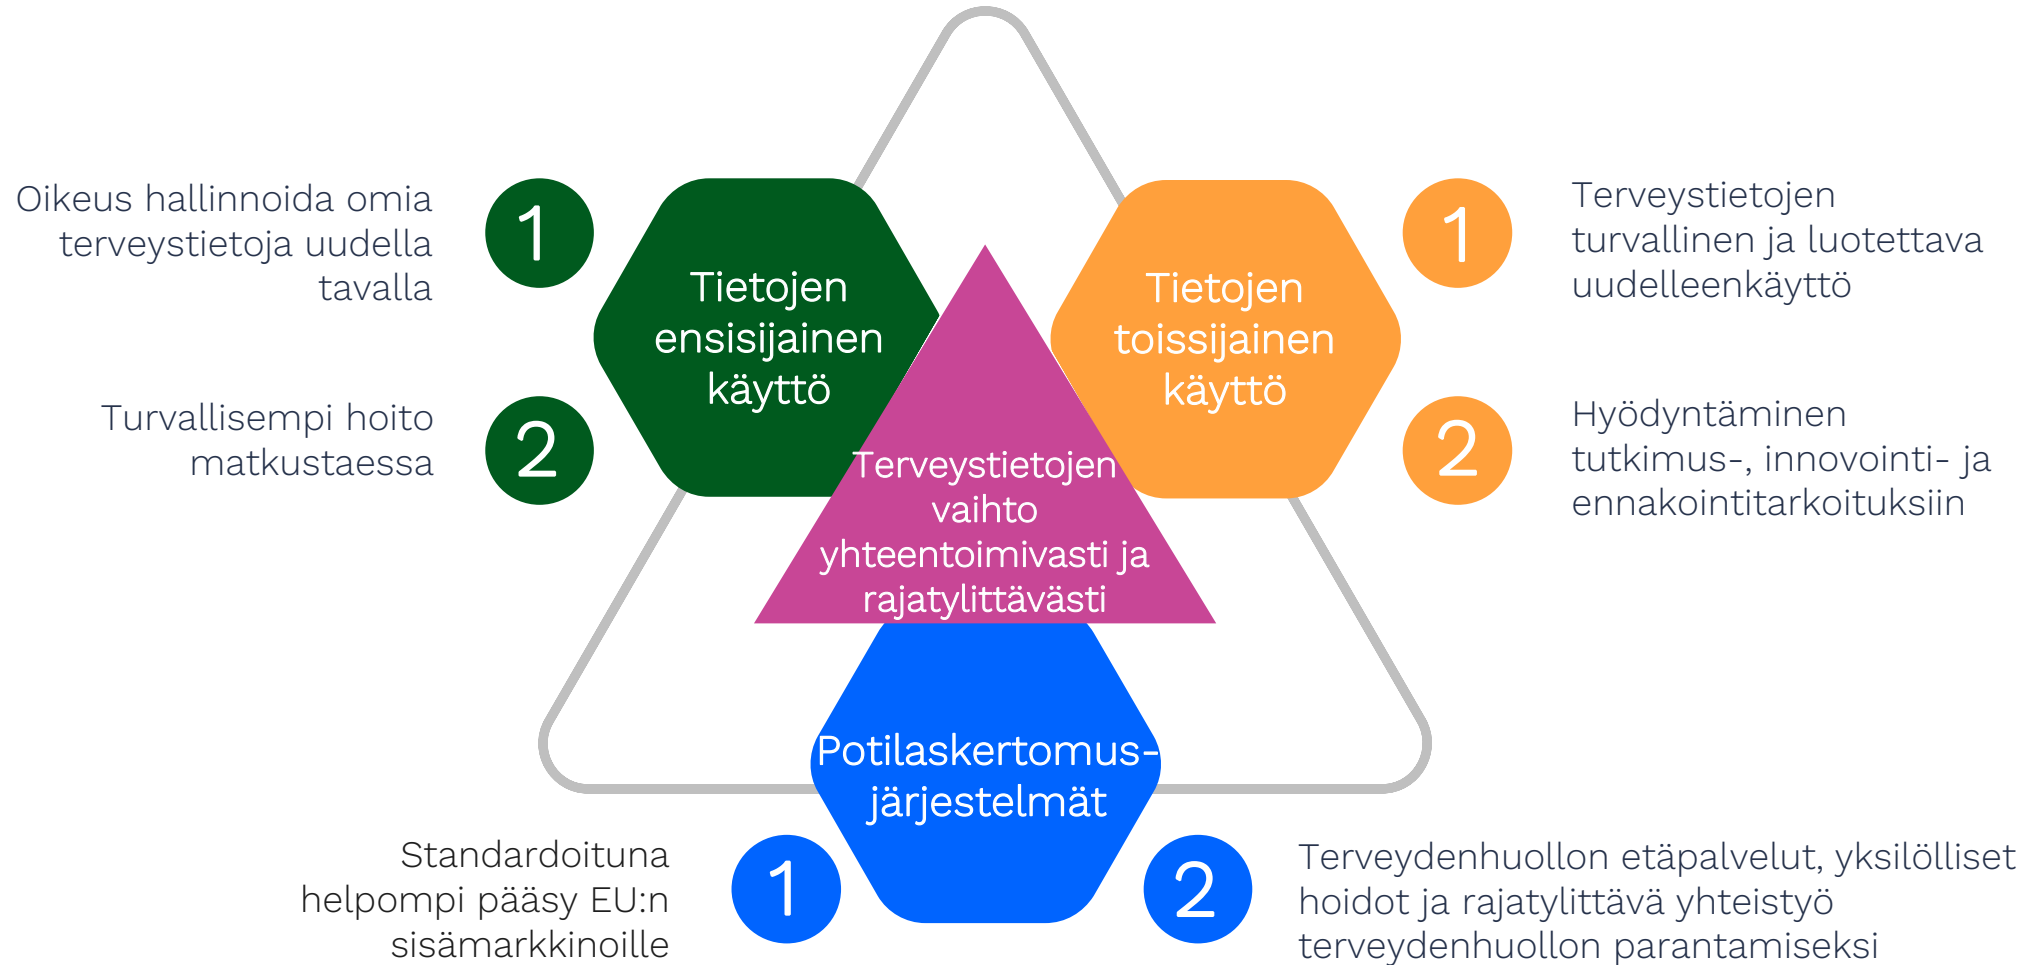 Oikeus hallinnoida omia
terveystietoja uudella
tavalla
1
Turvallisempi hoito
matkustaessa
2
Tietojen
ensisijainen
käyttö
Tietojen
toissijainen
käyttö
1
Terveystietojen
turvallinen ja luotettava
uudelleenkäyttö
2
Hyödyntäminen
tutkimus-, innovointi- ja
ennakointitarkoituksiin
Terveystietojen
vaihto
yhteentoimivasti ja
rajatylittävästi
Potilaskertomus-
järjestelmät
Standardoituna
helpompi pääsy EU:n
sisämarkkinoille
1
2
Terveydenhuollon etäpalvelut, yksilölliset
hoidot ja rajatylittävä yhteistyö
terveydenhuollon parantamiseksi